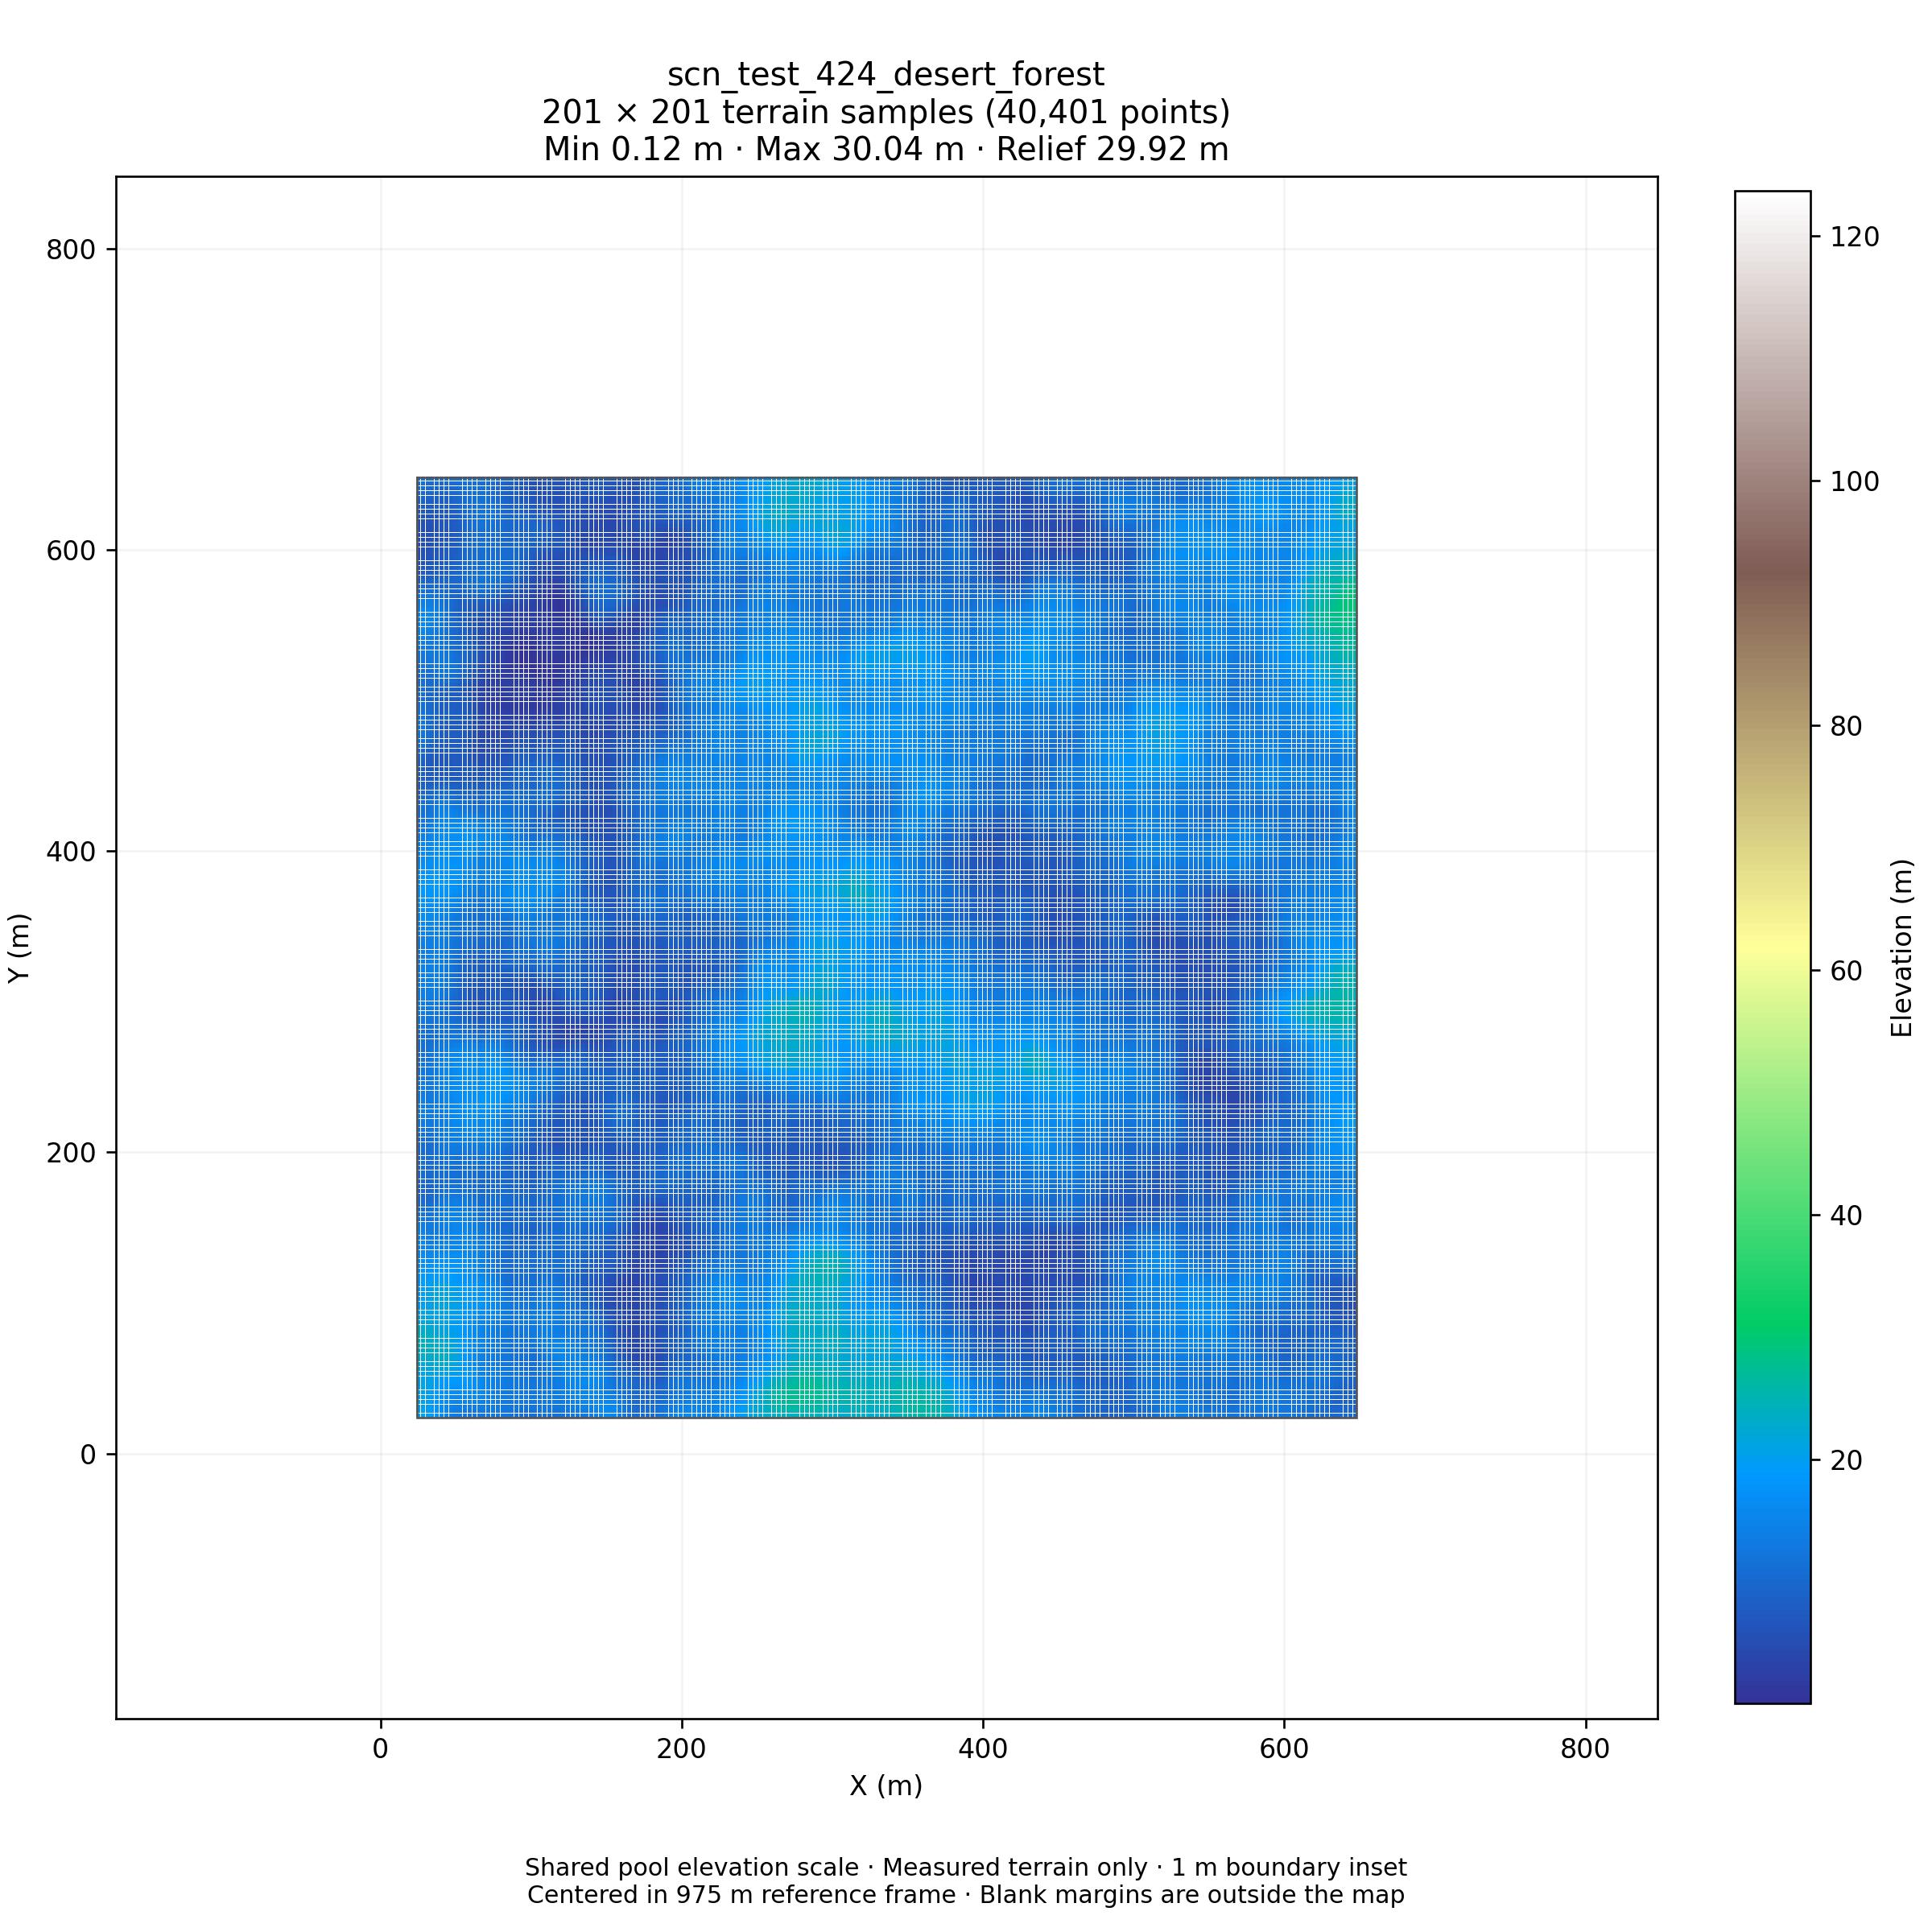 scn_test_424_desert_forest
201 × 201 terrain samples (40,401 points)
Min 0.12 m · Max 30.04 m · Relief 29.92 m
800
600
400
200
0
Y (m)
0
200
400
600
800
X (m)
120
100
80
60
40
20
Elevation (m)
Shared pool elevation scale · Measured terrain only · 1 m boundary inset
Centered in 975 m reference frame · Blank margins are outside the map